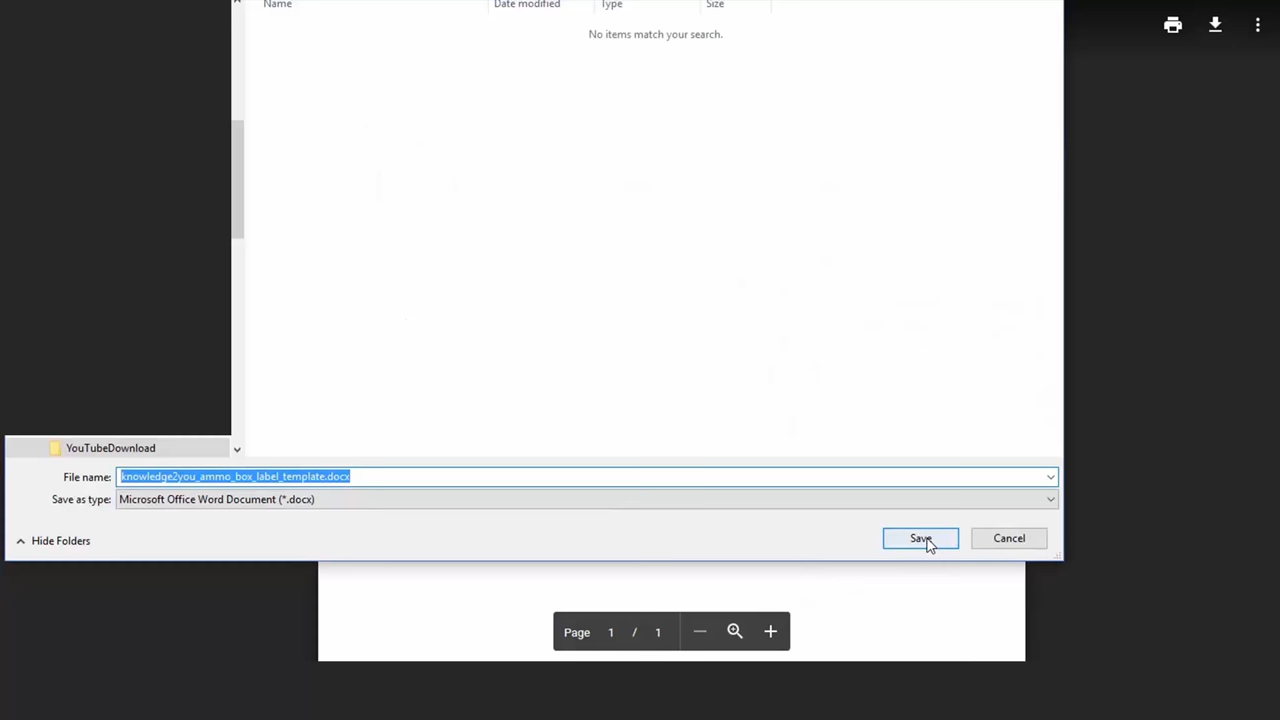 Name Date modified Type Size
No items match your search.
YouTubeDownload
File name: knowledge2you_ammo_box_label_template.docx
Save as type: Microsoft Office Word Document (*.docx)
Hide Folders Save Cancel
Page 1 / 1